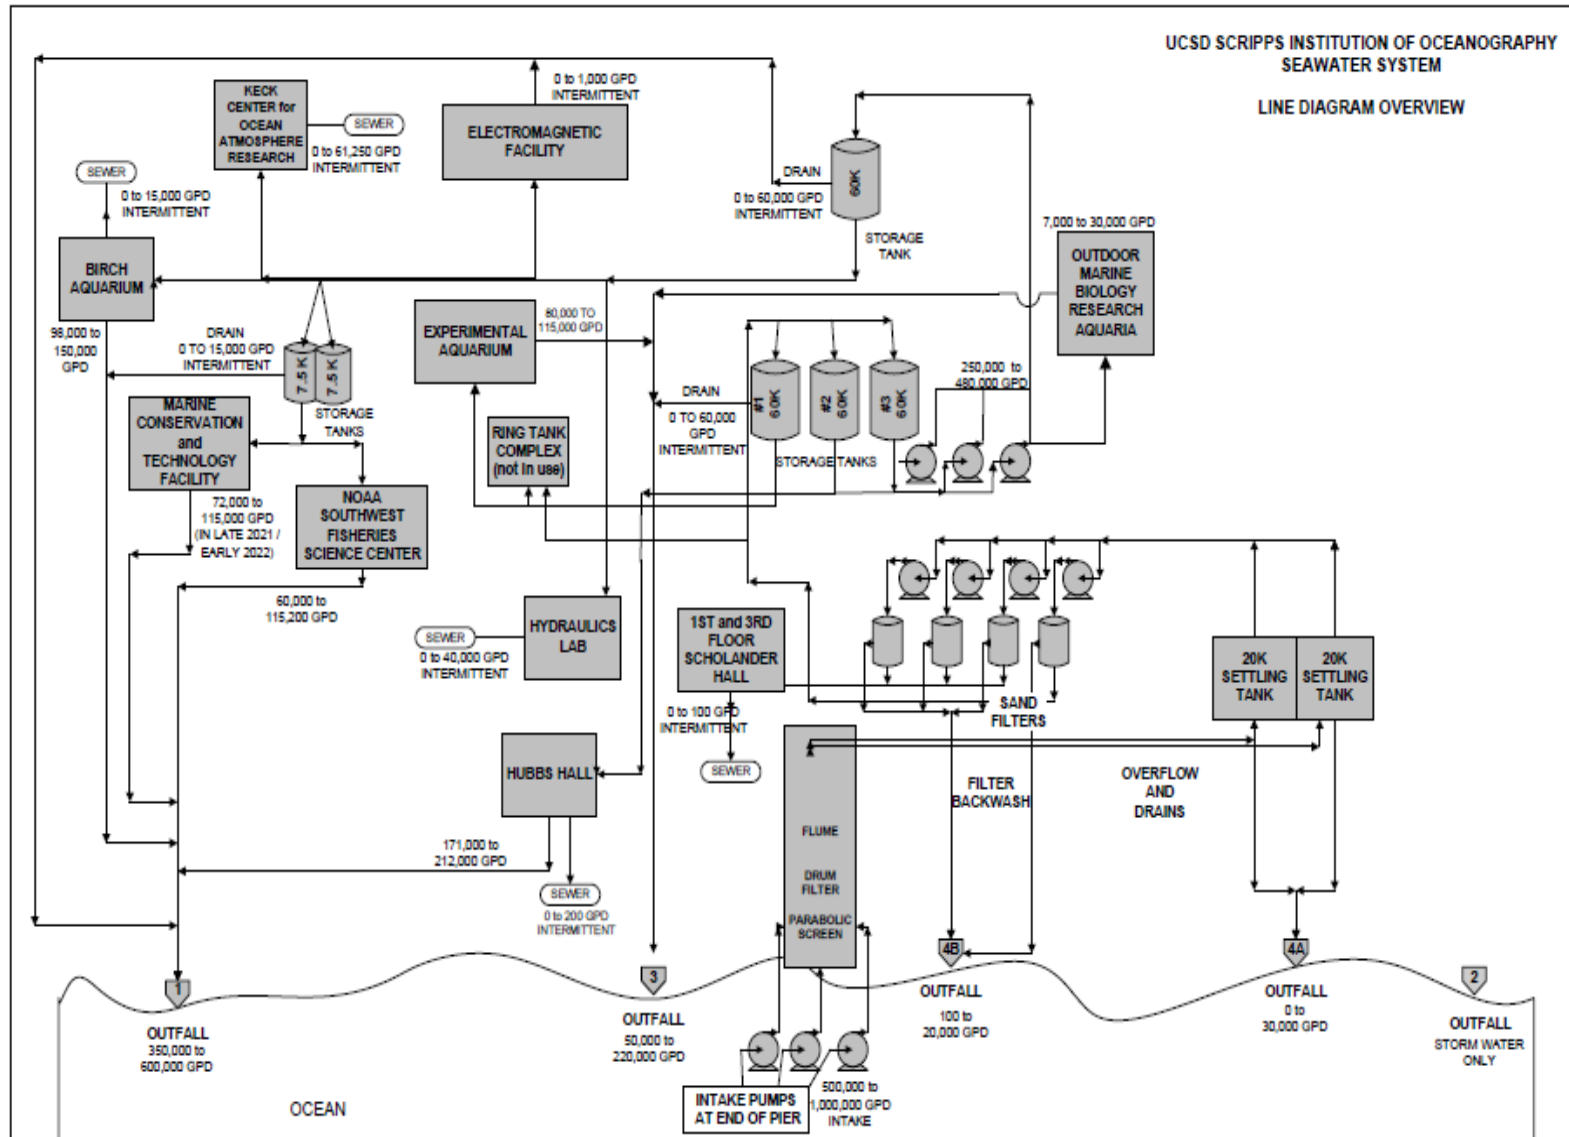 UCSD SCRIPPS INSTITUTION OF OCEANOGRAPHY
SEAWATER SYSTEM
LINE DIAGRAM OVERVIEW
KECK
CENTER for
OCEAN
ATMOSPHERE
RESEARCH
SEWER
0 to 61,250 GPD
INTERMITTENT
0 to 1,000 GPD
INTERMITTENT
ELECTROMAGNETIC
FACILITY
SEWER
0 to 15,000 GPD
INTERMITTENT
BIRCH
AQUARIUM
98,000 to
150,000
GPD
DRAIN
0 to 60,000 GPD
INTERMITTENT
60K
STORAGE
TANK
7,000 to 30,000 GPD
OUTDOOR
MARINE
BIOLOGY
RESEARCH
AQUARIA
DRAIN
0 TO 15,000 GPD
INTERMITTENT
7.5 K
7.5 K
STORAGE
TANKS
EXPERIMENTAL
AQUARIUM
80,000 TO
115,000 GPD
DRAIN
0 TO 60,000
GPD
INTERMITTENT
#1
60K
#2
60K
#3
60K
STORAGE TANKS
250,000 to
480,000 GPD
MARINE
CONSERVATION
and
TECHNOLOGY
FACILITY
72,000 to
115,000 GPD
(IN LATE 2021 /
EARLY 2022)
RING TANK
COMPLEX
(not in use)
NOAA
SOUTHWEST
FISHERIES
SCIENCE CENTER
60,000 to
115,200 GPD
SEWER
0 to 40,000 GPD
INTERMITTENT
HYDRAULICS
LAB
1ST and 3RD
FLOOR
SCHOLANDER
HALL
0 to 100 GPD
INTERMITTENT
SEWER
SAND
FILTERS
20K
SETTLING
TANK
20K
SETTLING
TANK
HUBBS HALL
171,000 to
212,000 GPD
SEWER
0 to 200 GPD
INTERMITTENT
FLUME
DRUM
FILTER
PARABOLIC
SCREEN
FILTER
BACKWASH
OVERFLOW
AND
DRAINS
1
OUTFALL
350,000 to
600,000 GPD
3
OUTFALL
50,000 to
220,000 GPD
4B
OUTFALL
100 to
20,000 GPD
4A
OUTFALL
0 to
30,000 GPD
2
OUTFALL
STORM WATER
ONLY
INTAKE PUMPS
AT END OF PIER
500,000 to
1,000,000 GPD
INTAKE
OCEAN